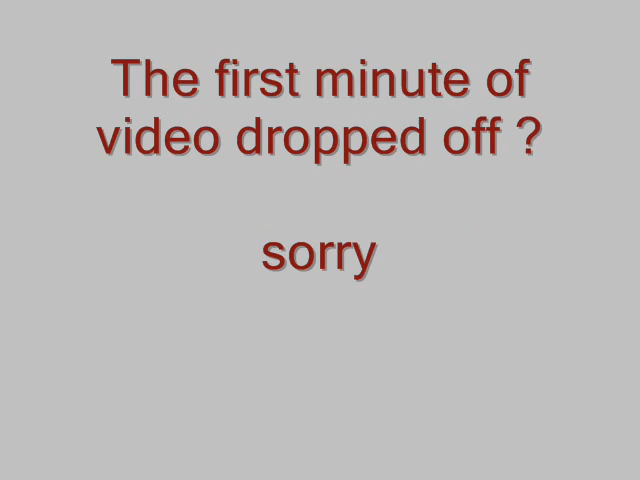 The first minute of
video dropped off ?
sorry